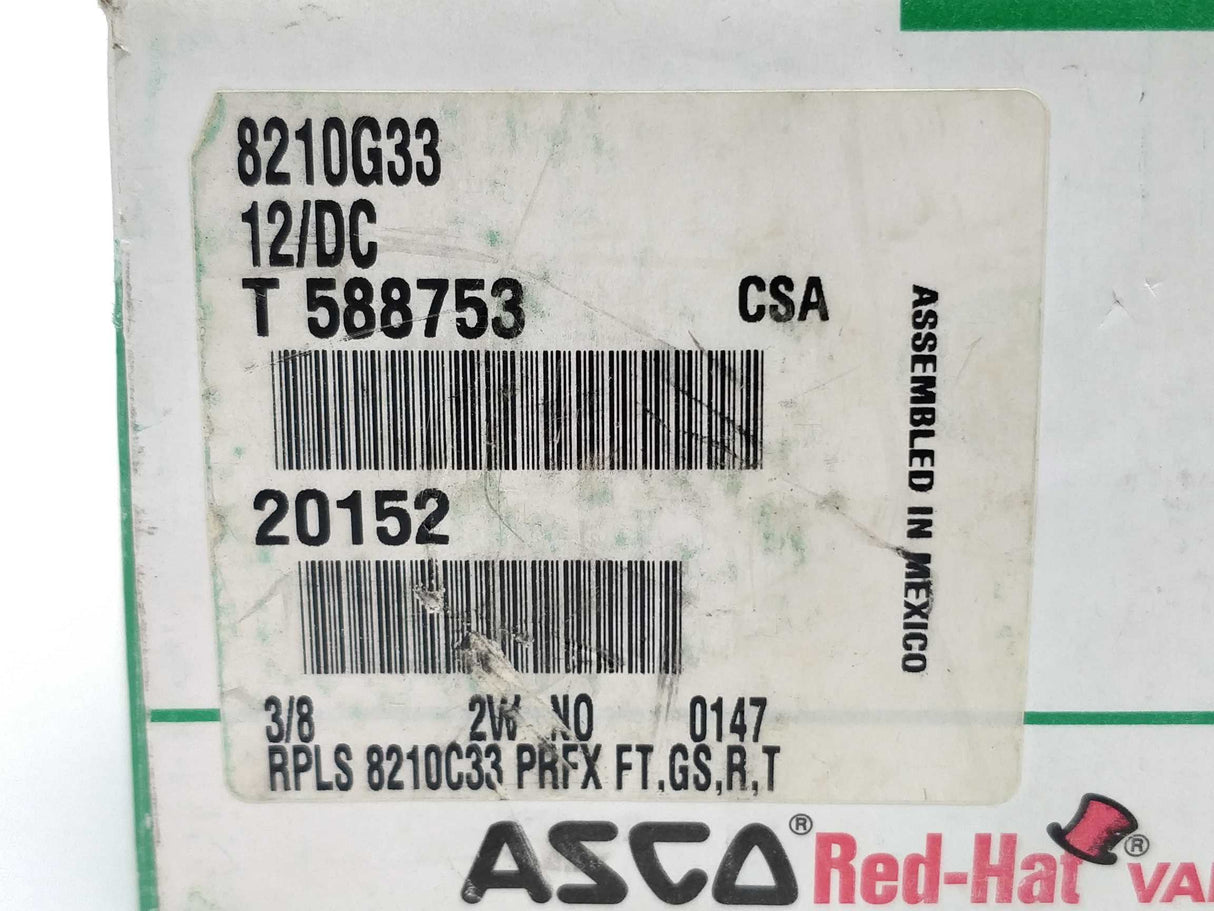 8210G33
12/DC
T 588753 CSA
ASSEMBLED IN MEXICO
20152
3/8 2W NO 0147
RPLS 8210C33 PRFX FT,GS,R,T
ASCO® Red-Hat® VAL